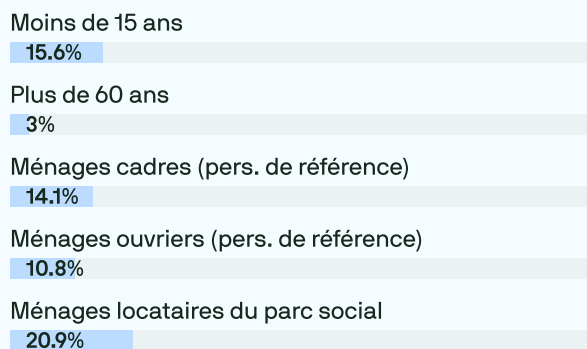 Moins de 15 ans
15.6%
Plus de 60 ans
3%
Ménages cadres (pers. de référence)
14.1%
Ménages ouvriers (pers. de référence)
10.8%
Ménages locataires du parc social
20.9%